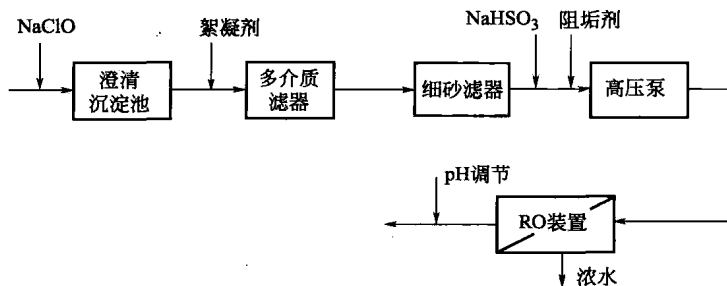 NaClO
絮凝剂
NaHSO₃
阻垢剂
澄清
沉淀池
多介质
滤器
细砂滤器
高压泵
pH调节
RO装置
浓水